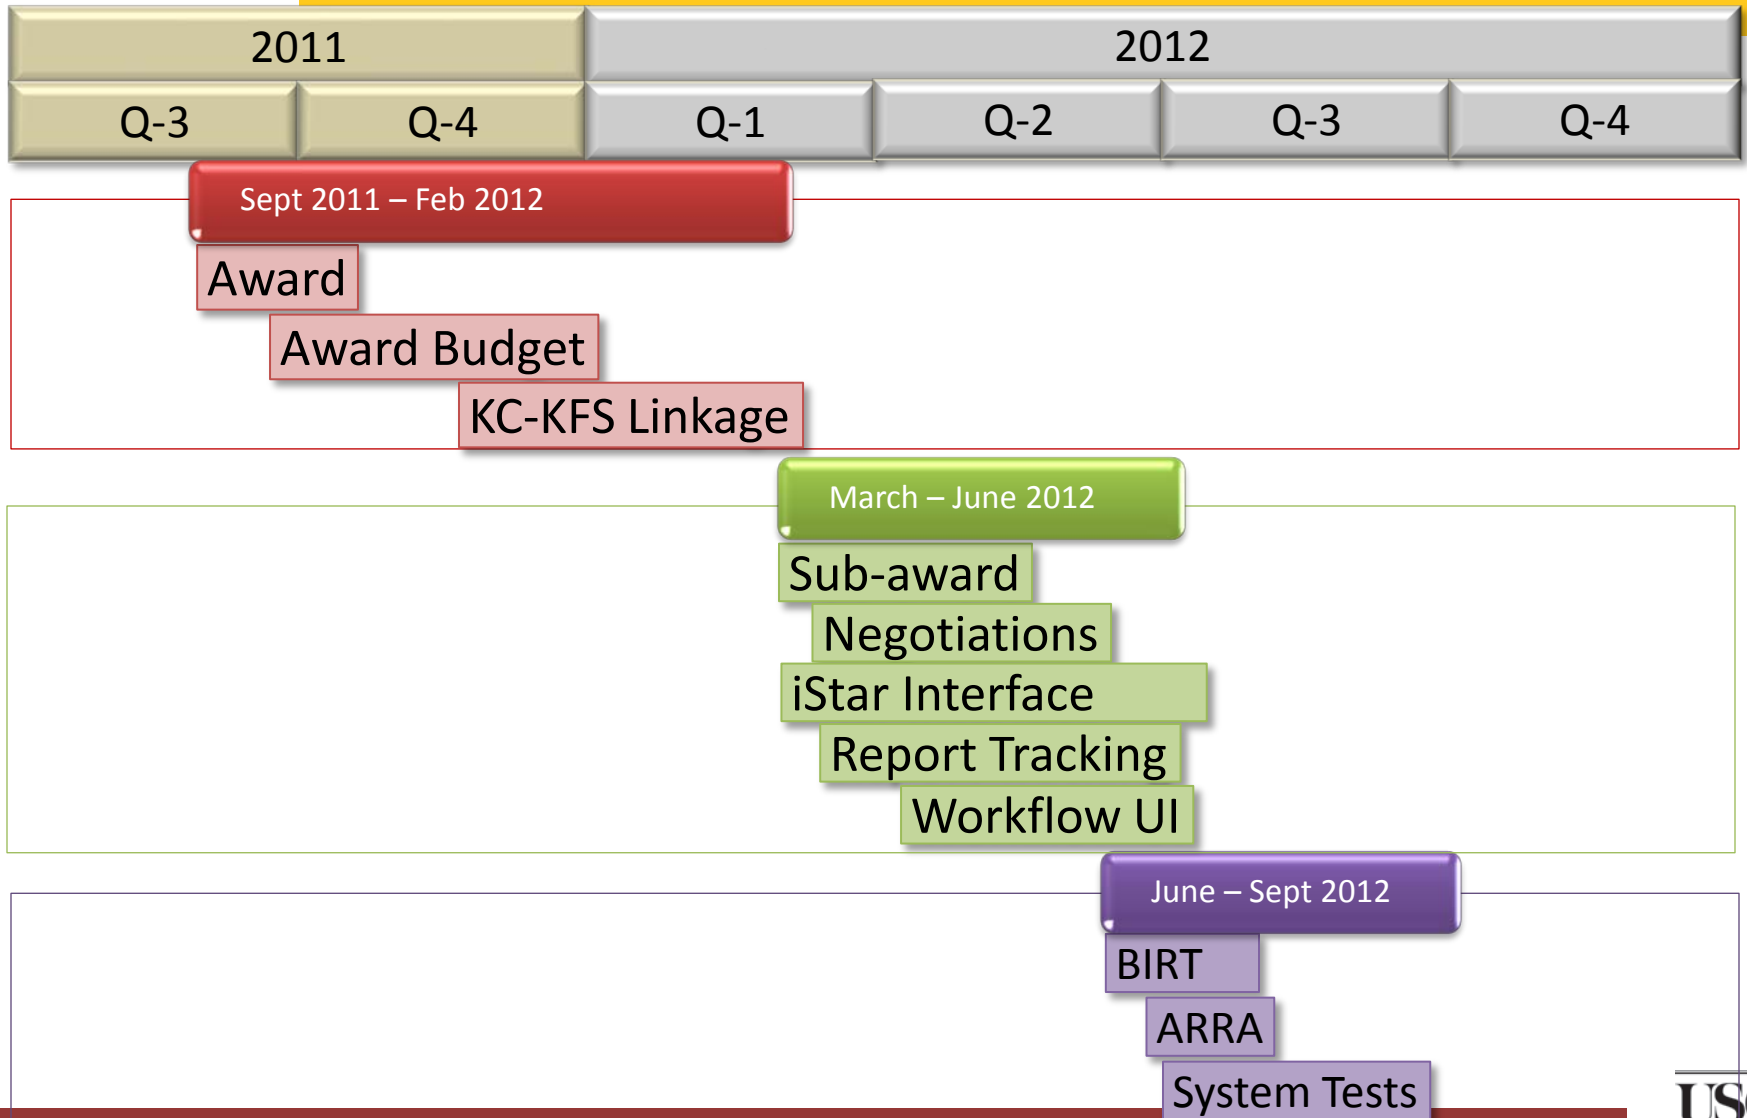 2011 2012
Q-3 Q-4 Q-1 Q-2 Q-3 Q-4
Sept 2011 – Feb 2012
Award
Award Budget
KC-KFS Linkage
March – June 2012
Sub-award
Negotiations
iStar Interface
Report Tracking
Workflow UI
June – Sept 2012
BIRT
ARRA
System Tests